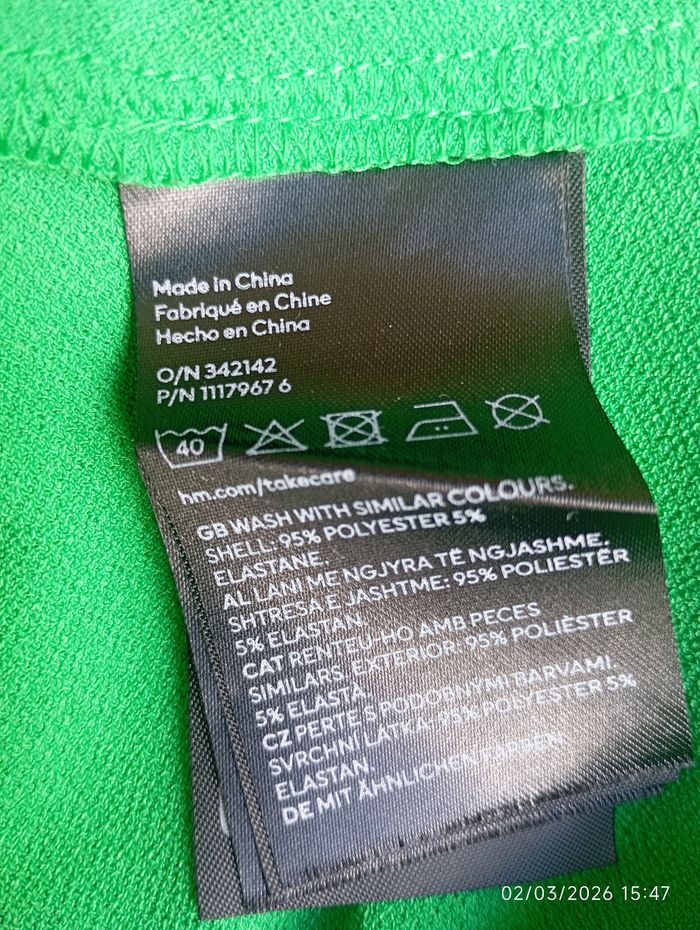 Made in China
Fabriqué en Chine
Hecho en China
O/N 342142
P/N 1117967 6
40
hm.com/takecare
GB WASH WITH SIMILAR COLOURS.
SHELL: 95% POLYESTER 5%
ELASTANE.
AL LANI ME NGJYRA TË NGJASHME.
SHTRESA E JASHTME: 95% POLIESTËR
5% ELASTAN
CAT RENTEU-HO AMB PECES
SIMILARS. EXTERIOR: 95% POLIÈSTER
5% ELASTÀ
CZ PERTE S PODOBNÝMI BARVAMI.
SVRCHNÍ LÁTKA: 95% POLYESTER 5%
ELASTAN
DE MIT ÄHNLICHEN FARBEN
02/03/2026 15:47